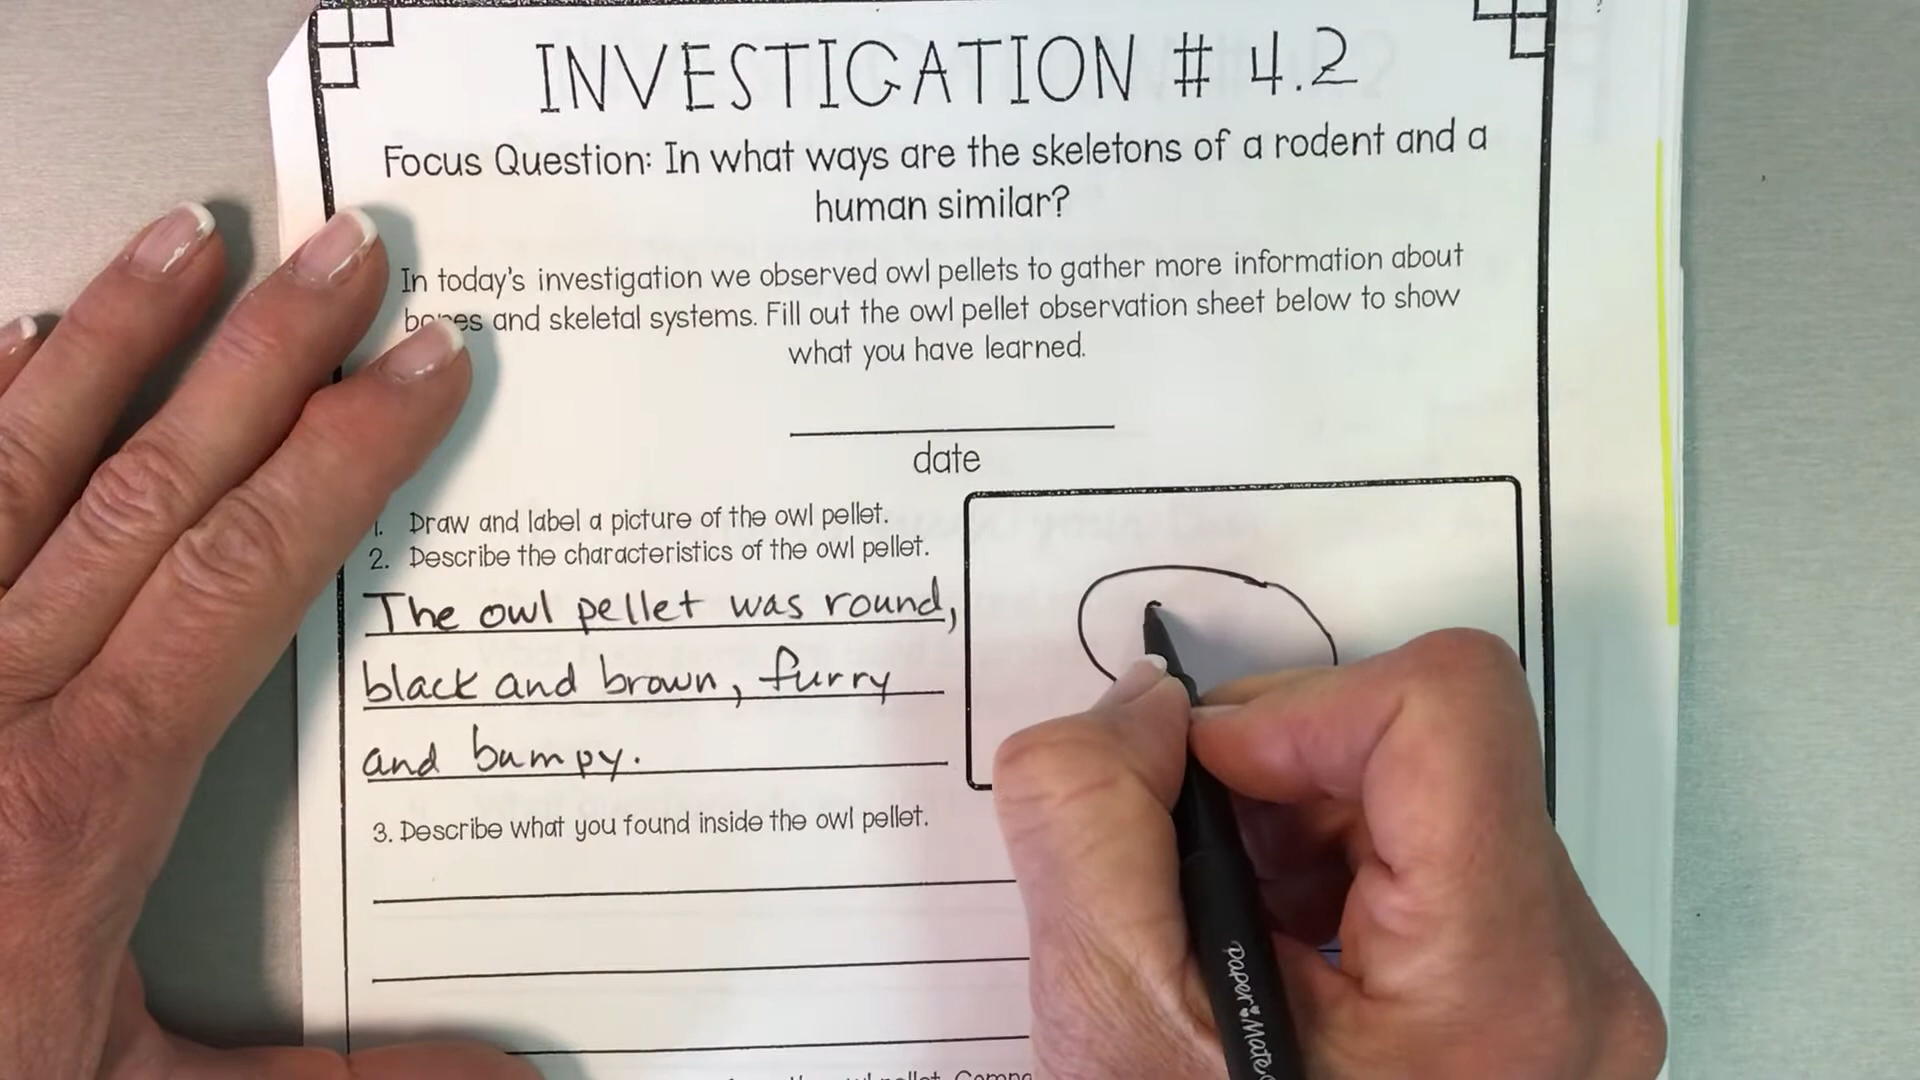 INVESTIGATION # 4.2
Focus Question: In what ways are the skeletons of a rodent and a
human similar?
In today's investigation we observed owl pellets to gather more information about
bones and skeletal systems. Fill out the owl pellet observation sheet below to show
what you have learned.
date
1. Draw and label a picture of the owl pellet.
2. Describe the characteristics of the owl pellet.
The owl pellet was round,
black and brown, furry
and bumpy.
3. Describe what you found inside the owl pellet.
owl pellet.
paper Mate